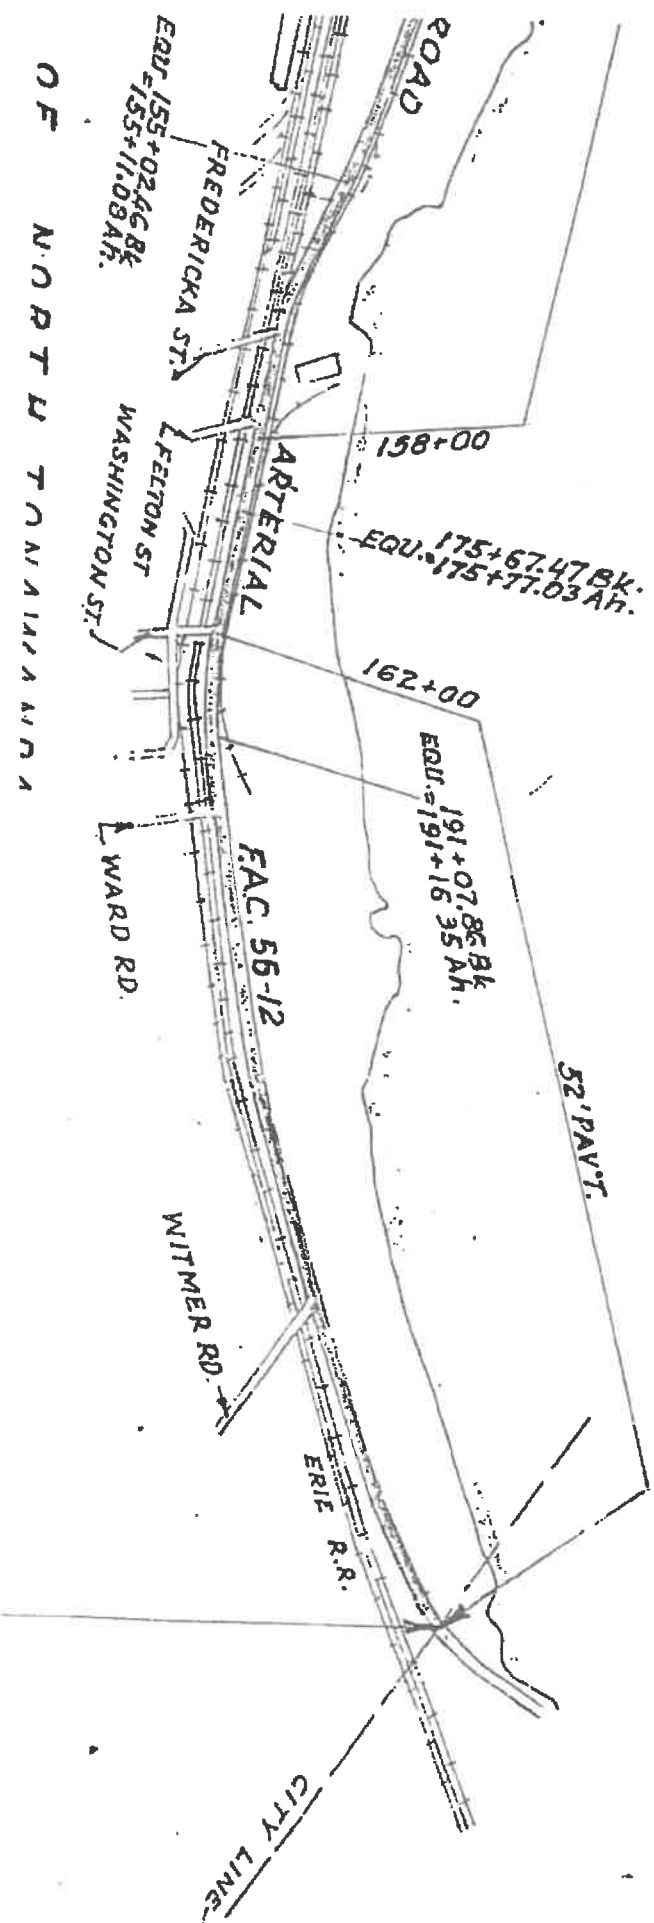 ROAD
EQU. 155+02.46 Bk
=155+11.08 Ah.
FREDERICKA ST.
158+00
FELTON ST
WASHINGTON ST.
ARTERIAL
175+67.47 Bk.
EQU.=175+77.03 Ah.
162+00
191+07.86 Bk
EQU.=191+16.35 Ah.
WARD RD.
F.A.C. 56-12
52' PAV'T.
WITMER RD.
ERIE R.R.
CITY LINE
OF NORTH TONAWANDA